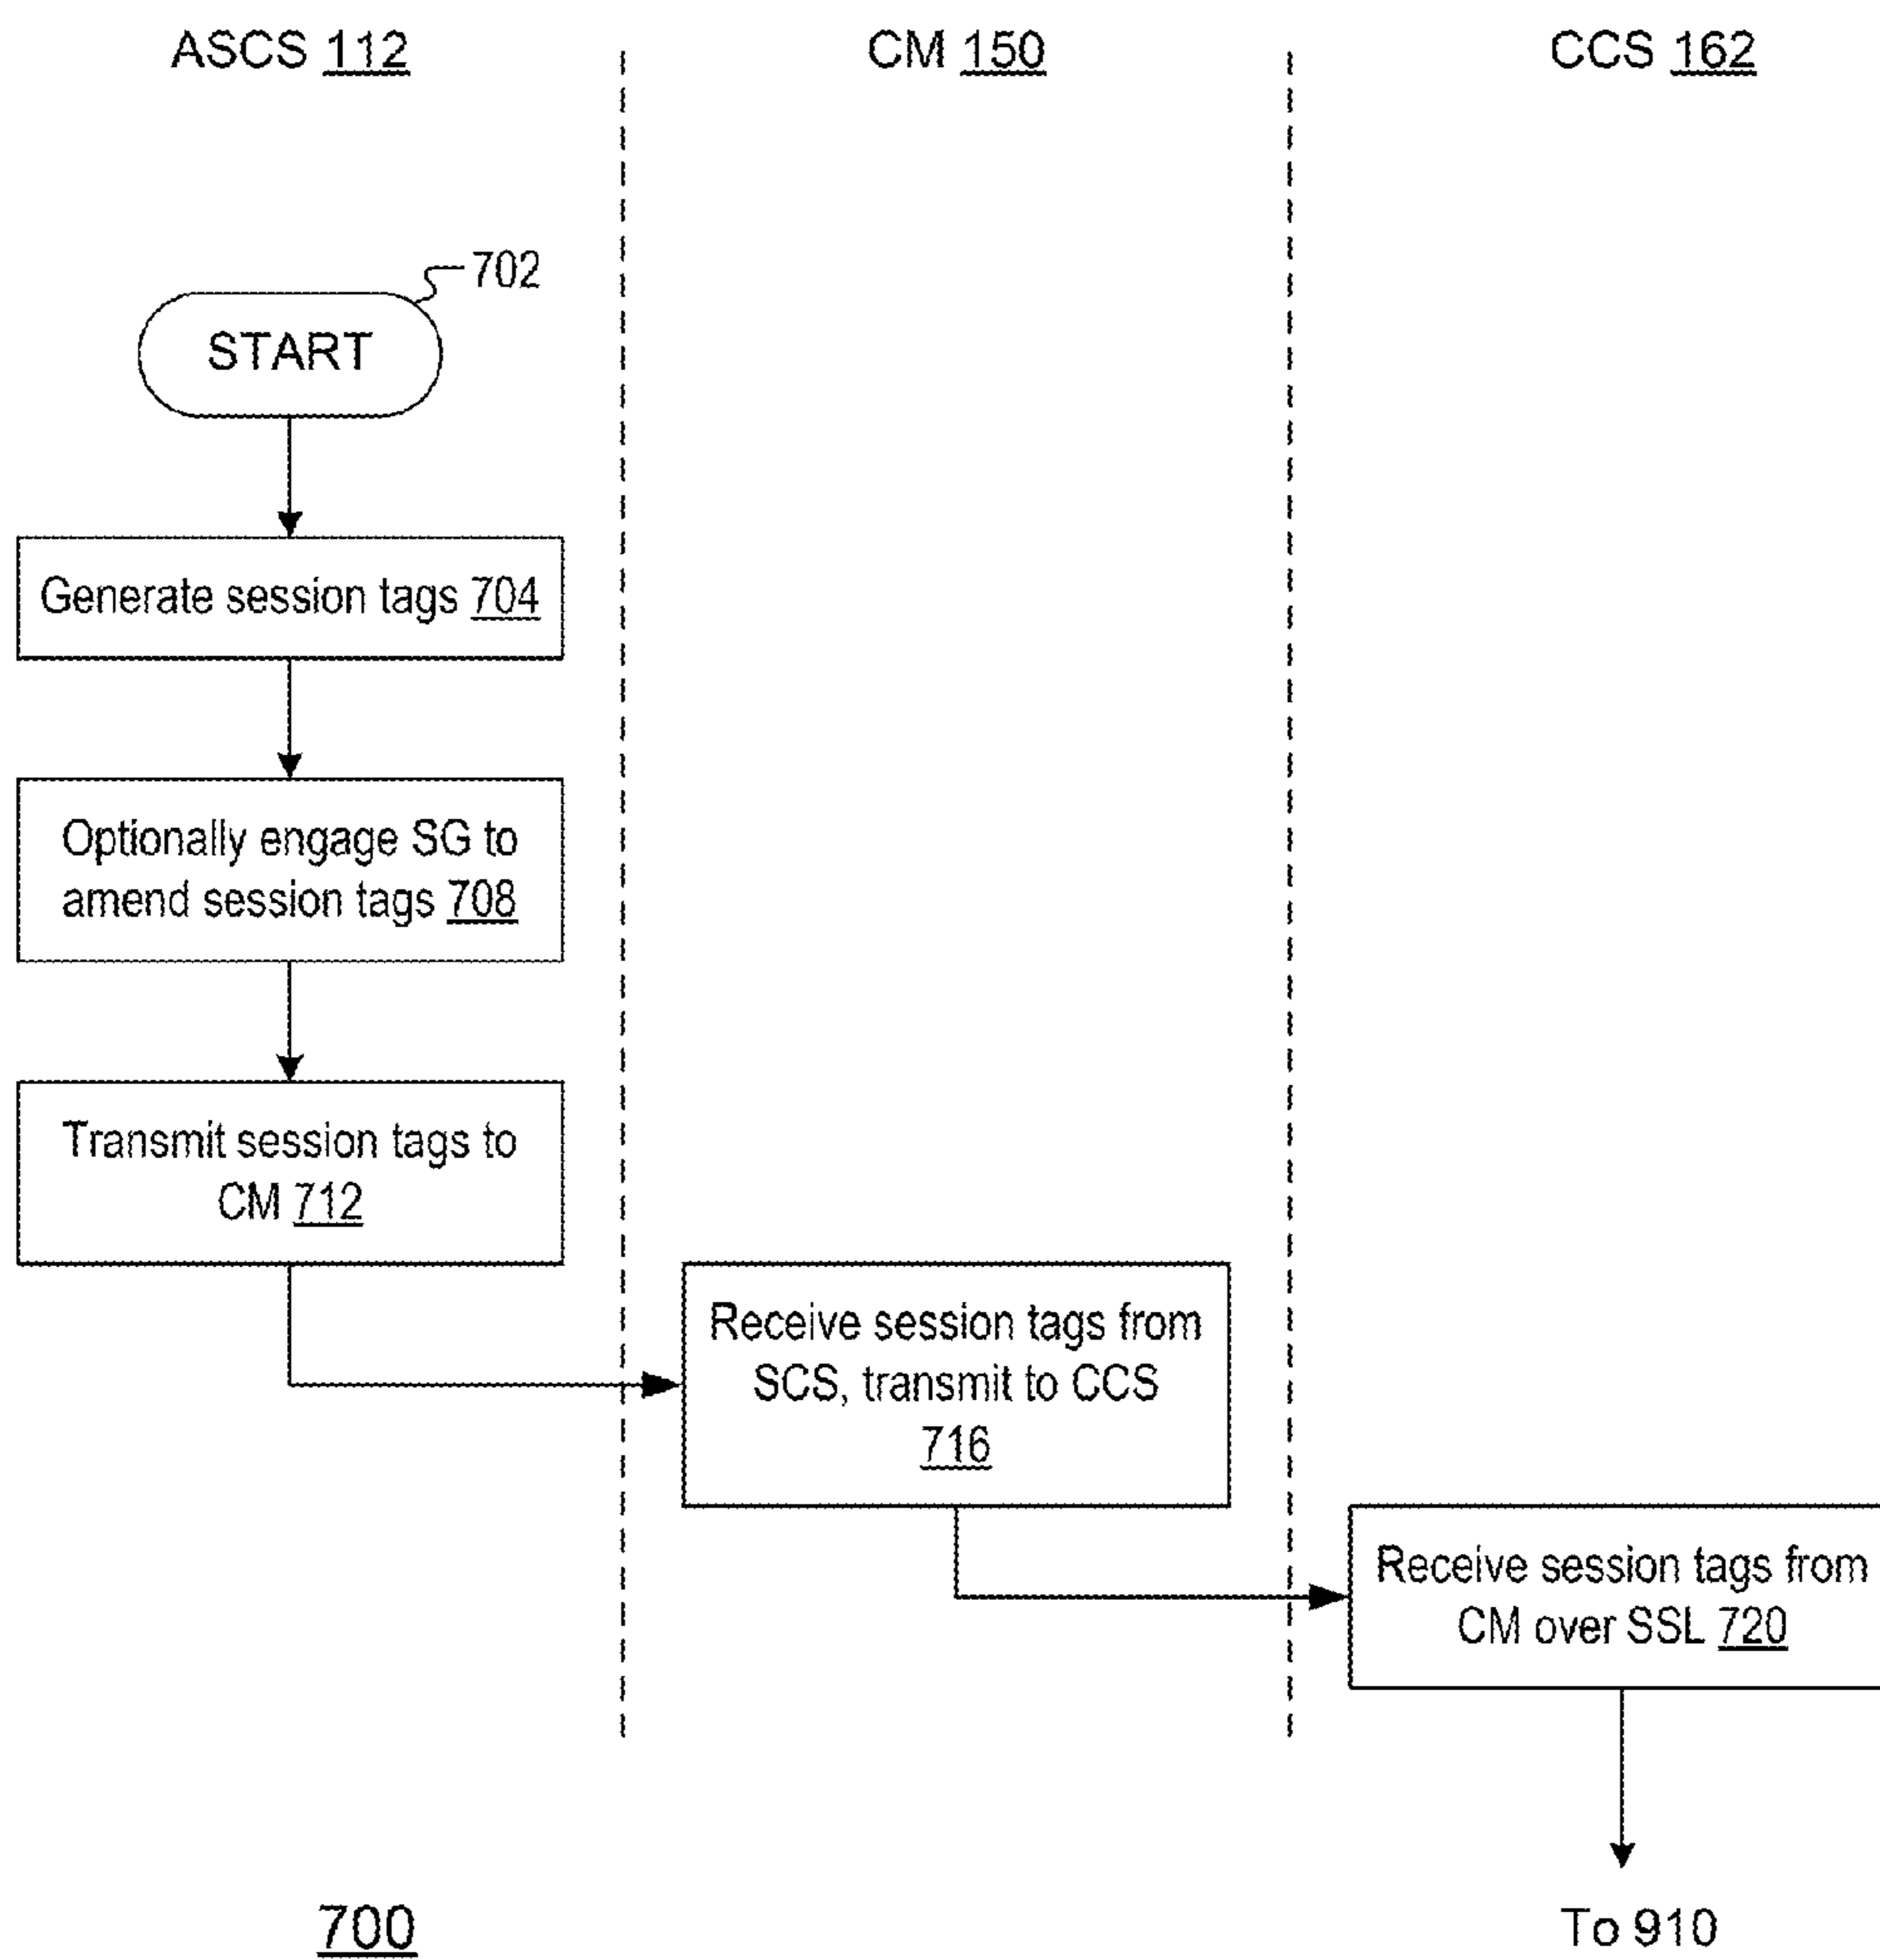 ASCS 112
CM 150
CCS 162
702
START
Generate session tags 704
Optionally engage SG to
amend session tags 708
Transmit session tags to
CM 712
Receive session tags from
SCS, transmit to CCS
716
Receive session tags from
CM over SSL 720
To 910
700